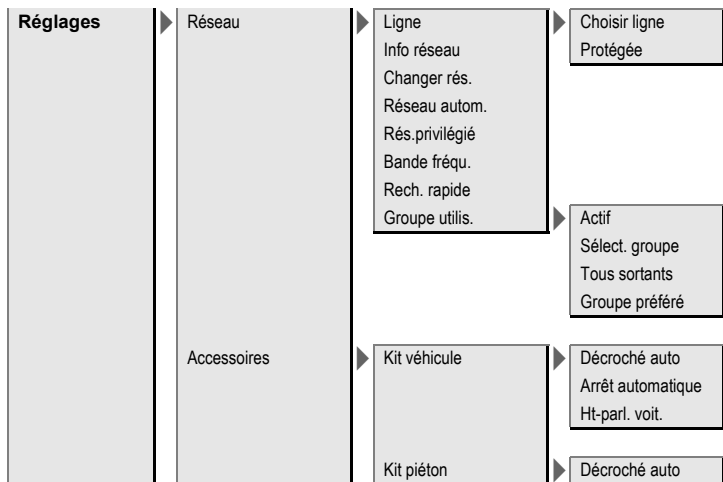 Réglages
Réseau
Ligne
Choisir ligne
Protégée
Info réseau
Changer rés.
Réseau autom.
Rés.privilégié
Bande fréqu.
Rech. rapide
Groupe utilis.
Actif
Sélect. groupe
Tous sortants
Groupe préféré
Accessoires
Kit véhicule
Décroché auto
Arrêt automatique
Ht-parl. voit.
Kit piéton
Décroché auto